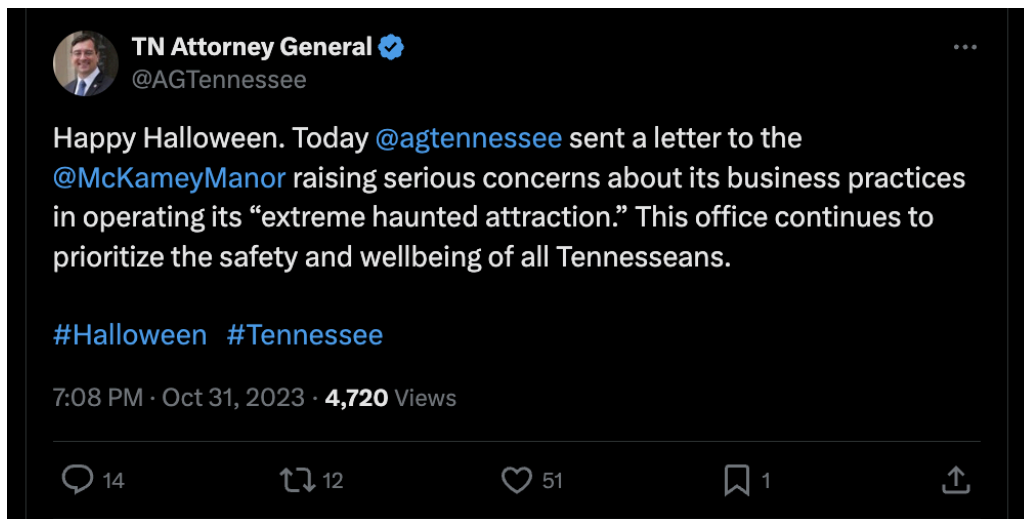 TN Attorney General
@AGTennessee
Happy Halloween. Today @agtennessee sent a letter to the
@McKameyManor raising serious concerns about its business practices
in operating its “extreme haunted attraction.” This office continues to
prioritize the safety and wellbeing of all Tennesseans.
#Halloween #Tennessee
7:08 PM · Oct 31, 2023 · 4,720 Views
14 12 51 1